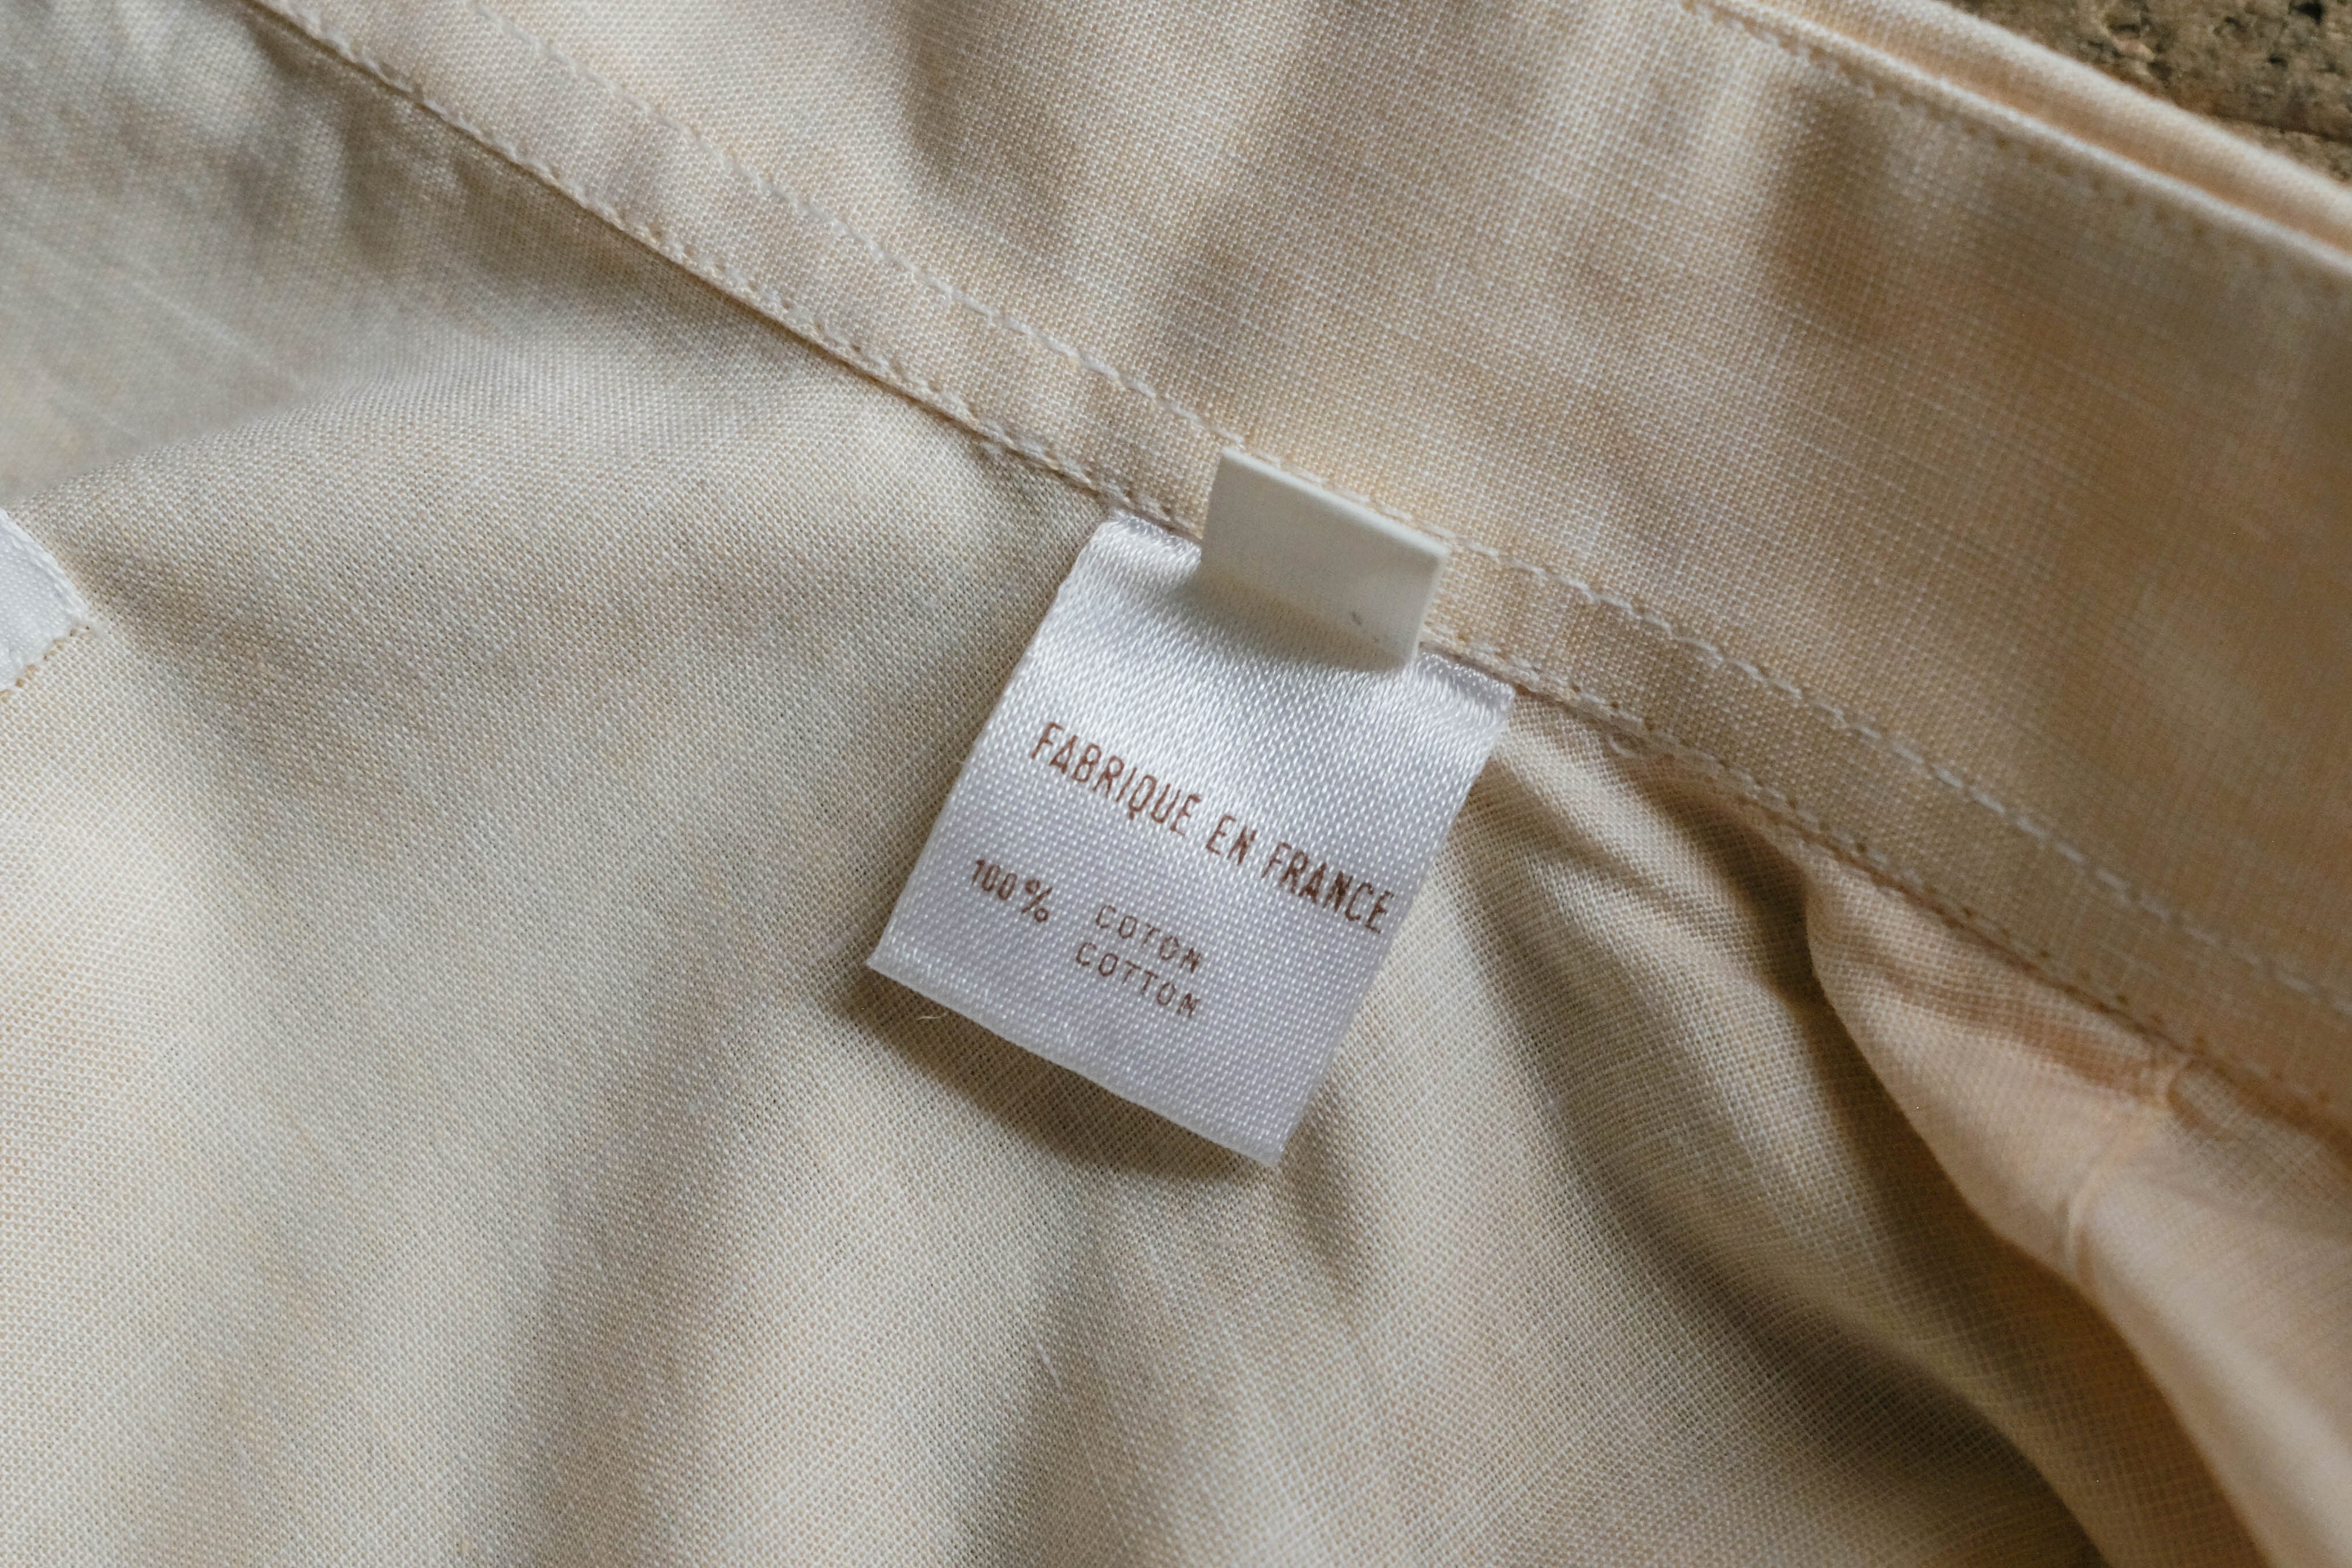 FABRIQUE EN FRANCE
100% COTON
COTTON